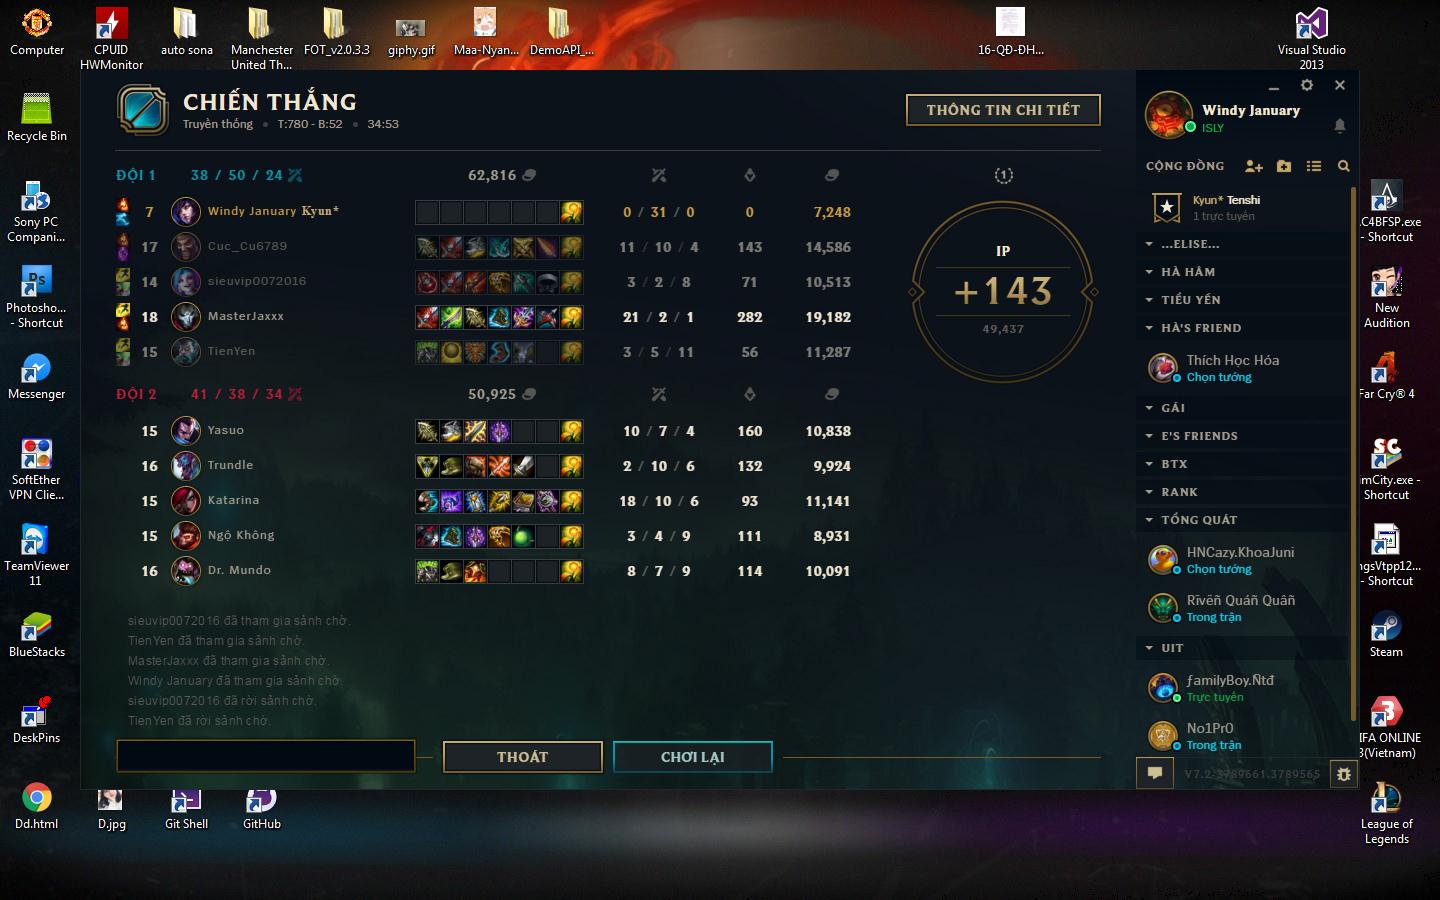 Computer
CPUID
HWMonitor
auto sona
Manchester
United Th...
FOT_v2.0.3.3
giphy.gif
Maa-Nyan...
DemoAPI_...
16-QĐ-ĐH...
Visual Studio
2013
Recycle Bin
Sony PC
Compani...
Photosho...
- Shortcut
Messenger
SoftEther
VPN Clie...
TeamViewer
11
BlueStacks
DeskPins
Dd.html
D.jpg
Git Shell
GitHub
CHIẾN THẮNG
Truyền thống • T:780 - B:52 • 34:53
THÔNG TIN CHI TIẾT
ĐỘI 1 38 / 50 / 24 62,816
7 Windy January Kyun* 0 / 31 / 0 0 7,248
17 Cuc_Cu6789 11 / 10 / 4 143 14,586
14 sieuvip0072016 3 / 2 / 8 71 10,513
18 MasterJaxxx 21 / 2 / 1 282 19,182
15 TienYen 3 / 5 / 11 56 11,287
ĐỘI 2 41 / 38 / 34 50,925
15 Yasuo 10 / 7 / 4 160 10,838
16 Trundle 2 / 10 / 6 132 9,924
15 Katarina 18 / 10 / 6 93 11,141
15 Ngộ Không 3 / 4 / 9 111 8,931
16 Dr. Mundo 8 / 7 / 9 114 10,091
1
IP
+143
49,437
sieuvip0072016 đã tham gia sảnh chờ.
TienYen đã tham gia sảnh chờ.
MasterJaxxx đã tham gia sảnh chờ.
Windy January đã tham gia sảnh chờ.
sieuvip0072016 đã rời sảnh chờ.
TienYen đã rời sảnh chờ.
THOÁT
CHƠI LẠI
Windy January
ISLY
CỘNG ĐỒNG
Kyun* Tenshi
1 trực tuyến
...ELISE...
HÀ HÂM
TIỂU YẾN
HÀ'S FRIEND
Thích Học Hóa
Chọn tướng
GÁI
E'S FRIENDS
BTX
RANK
TỔNG QUÁT
HNCazy.KhoaJuni
Chọn tướng
Rīvēñ Quáñ Quâñ
Trong trận
UIT
ƒamilyBoy.Ñtđ
Trực tuyến
No1Pr0
Trong trận
V7.2-3789661.3789565
.C4BFSP.exe
- Shortcut
New
Audition
Far Cry® 4
imCity.exe -
Shortcut
ngsVtpp12...
- Shortcut
Steam
IFA ONLINE
3(Vietnam)
League of
Legends